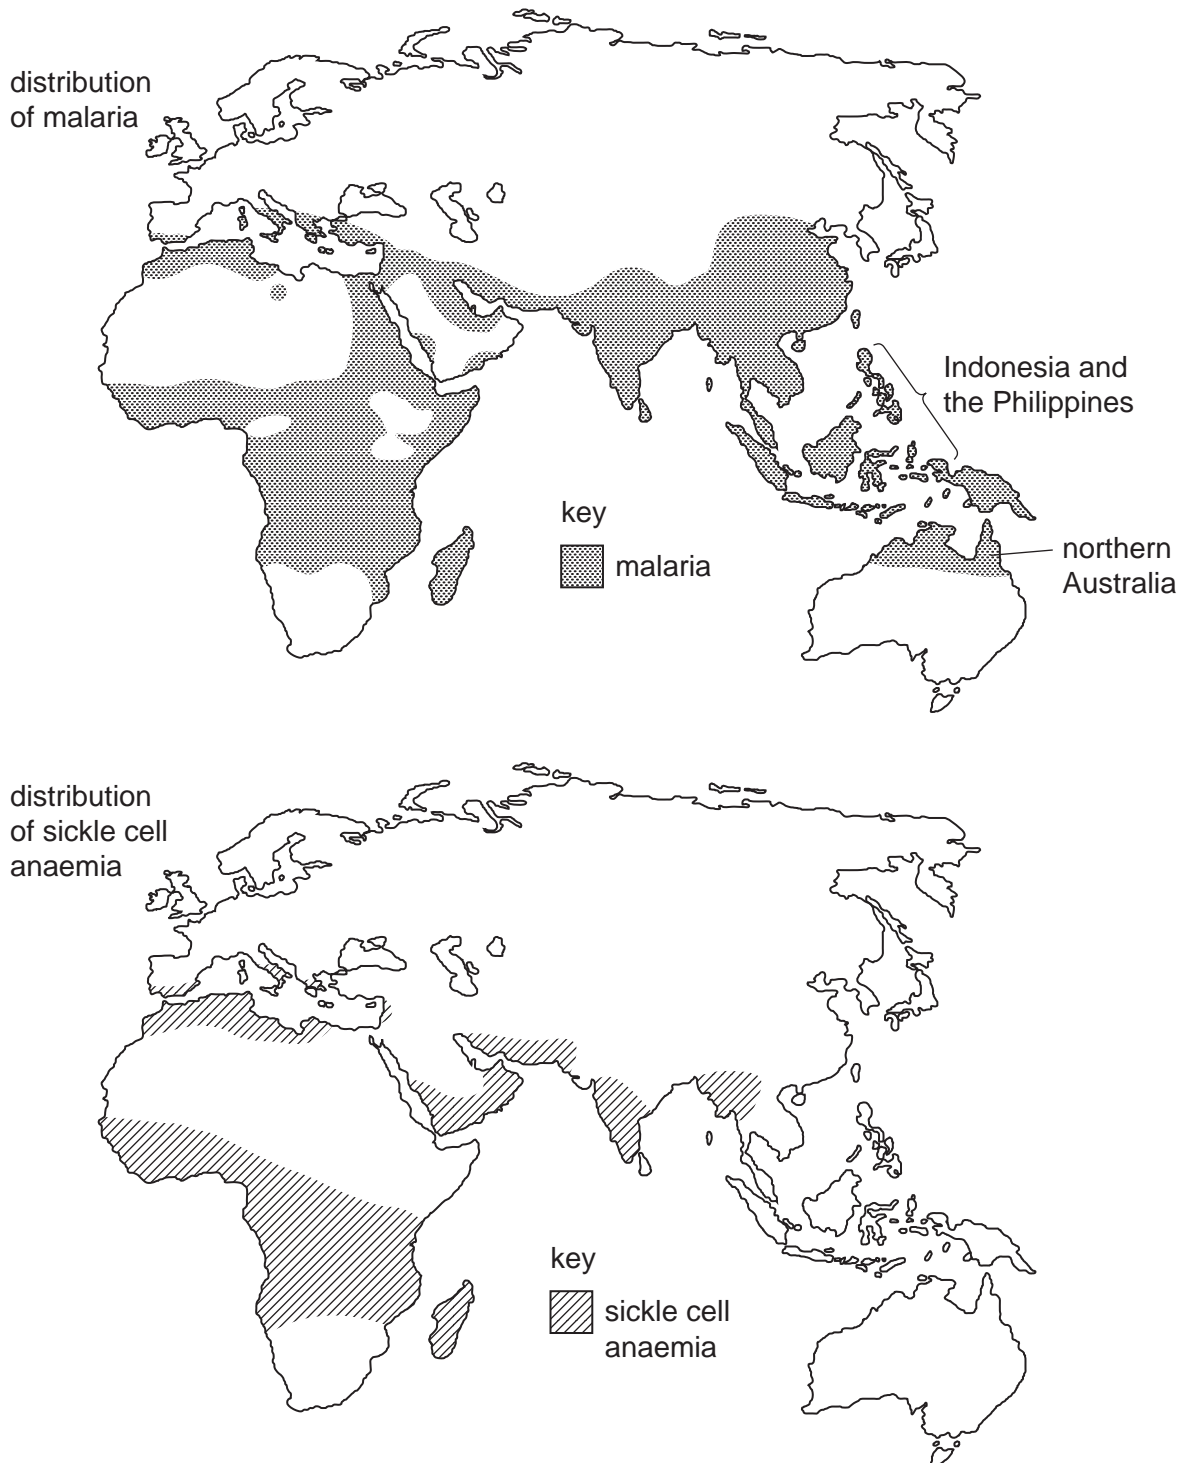 distribution
of malaria
Indonesia and
the Philippines
key
malaria
northern
Australia
distribution
of sickle cell
anaemia
key
sickle cell
anaemia